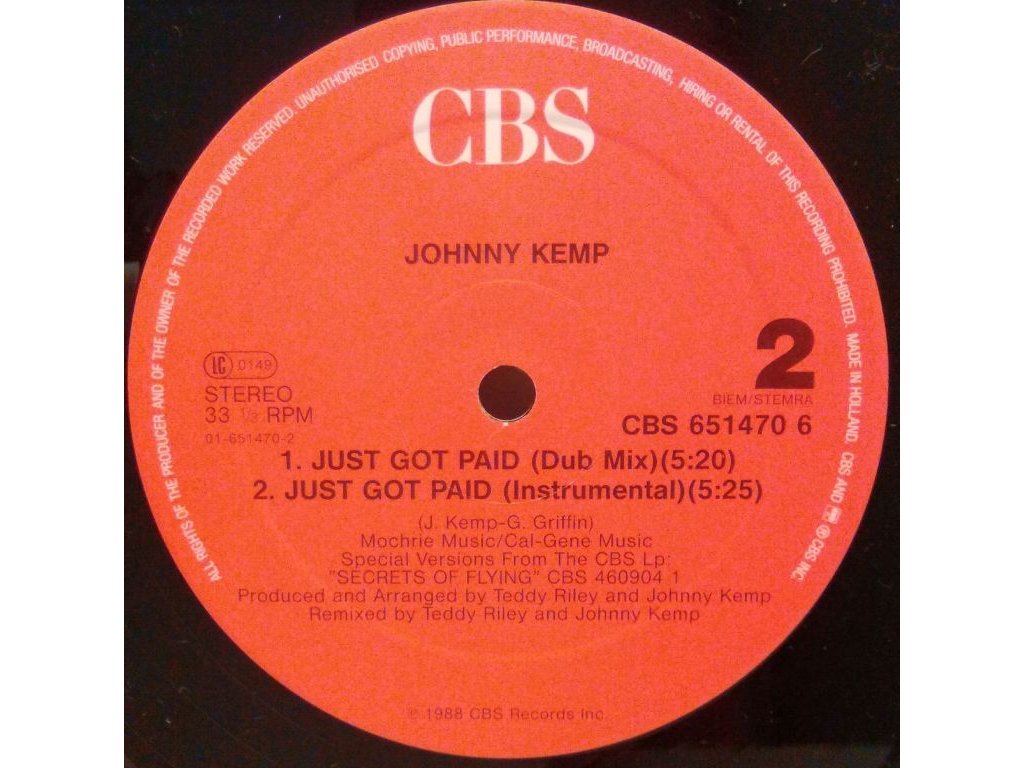 ALL RIGHTS OF THE PRODUCER AND OF THE OWNER OF THE RECORDED WORK RESERVED. UNAUTHORISED COPYING, PUBLIC PERFORMANCE, BROADCASTING, HIRING OR RENTAL OF THIS RECORDING PROHIBITED. MADE IN HOLLAND. CBS AND ℗ CBS INC.
CBS
JOHNNY KEMP
2
LC 0149
STEREO
33 ⅓ RPM
01-651470-2
BIEM/STEMRA
CBS 651470 6
1. JUST GOT PAID (Dub Mix)(5:20)
2. JUST GOT PAID (Instrumental)(5:25)
(J. Kemp-G. Griffin)
Mochrie Music/Cal-Gene Music
Special Versions From The CBS Lp:
"SECRETS OF FLYING" CBS 460904 1
Produced and Arranged by Teddy Riley and Johnny Kemp
Remixed by Teddy Riley and Johnny Kemp
℗ 1988 CBS Records Inc.